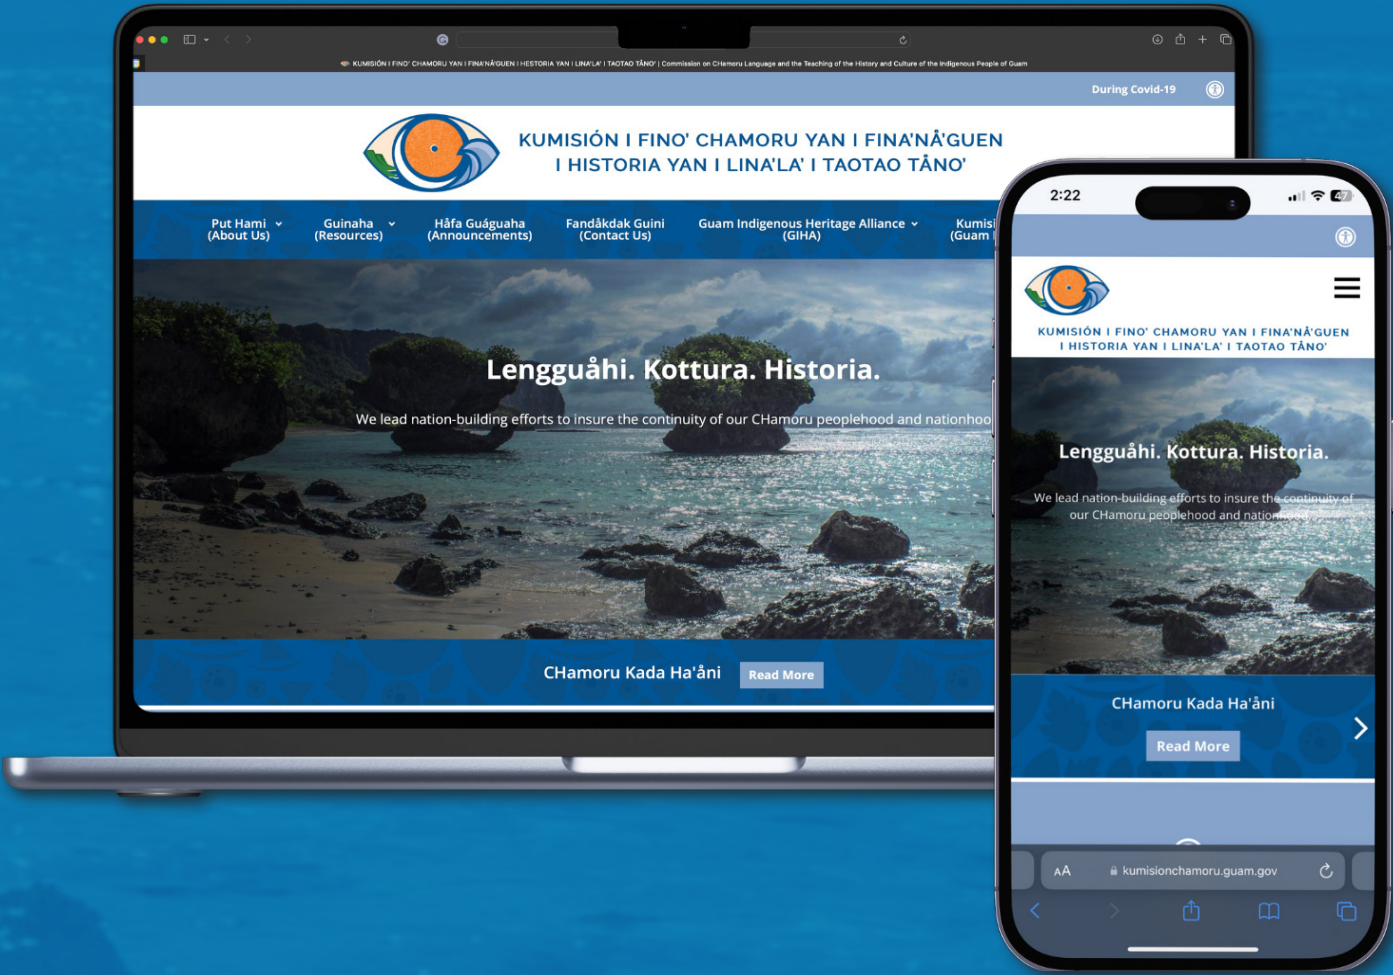 KUMISIÓN I FINO' CHAMORU YAN I FINA'NÅ'GUEN I HESTORIA YAN I LINA'LA' I TAOTAO TÅNO' | Commission on CHamoru Language and the Teaching of the History and Culture of the Indigenous People of Guam
During Covid-19
KUMISIÓN I FINO' CHAMORU YAN I FINA'NÅ'GUEN
I HISTORIA YAN I LINA'LA' I TAOTAO TÅNO'
Put Hami
(About Us)
Guinaha
(Resources)
Håfa Guáguaha
(Announcements)
Fandåkdak Guini
(Contact Us)
Guam Indigenous Heritage Alliance
(GIHA)
Kumisi
(Guam
Lengguåhi. Kottura. Historia.
We lead nation-building efforts to insure the continuity of our CHamoru peoplehood and nationhoo
CHamoru Kada Ha'åni
Read More
2:22
47
KUMISIÓN I FINO' CHAMORU YAN I FINA'NÅ'GUEN
I HISTORIA YAN I LINA'LA' I TAOTAO TÅNO'
Lengguåhi. Kottura. Historia.
We lead nation-building efforts to insure the continuity of
our CHamoru peoplehood and nationhood.
CHamoru Kada Ha'åni
Read More
AA
kumisionchamoru.guam.gov